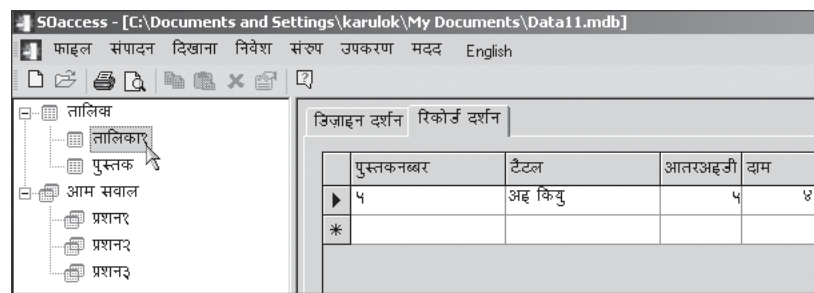 SOaccess - [C:\Documents and Settings\karulok\My Documents\Data11.mdb]
फाइल संपादन दिखाना निवेश संरुप उपकरण मदद English
तालिका
तालिका१
पुस्तक
आम सवाल
प्रशन१
प्रशन२
प्रशन३
डिज़ाइन दर्शन रिकोर्ड दर्शन
पुस्तकनब्बर टैटल आतरअइडी दाम
५ अइ कियु ५ ४